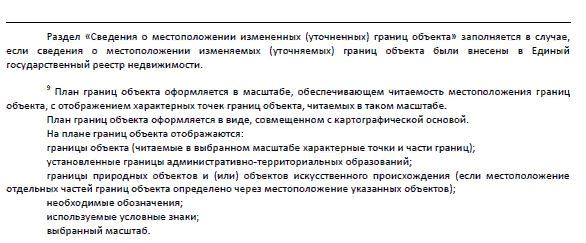 Раздел «Сведения о местоположении измененных (уточненных) границ объекта» заполняется в случае,
если сведения о местоположении изменяемых (уточняемых) границ объекта были внесены в Единый
государственный реестр недвижимости.
9 План границ объекта оформляется в масштабе, обеспечивающем читаемость местоположения границ
объекта, с отображением характерных точек границ объекта, читаемых в таком масштабе.
План границ объекта оформляется в виде, совмещенном с картографической основой.
На плане границ объекта отображаются:
границы объекта (читаемые в выбранном масштабе характерные точки и части границ);
установленные границы административно-территориальных образований;
границы природных объектов и (или) объектов искусственного происхождения (если местоположение
отдельных частей границ объекта определено через местоположение указанных объектов);
необходимые обозначения;
используемые условные знаки;
выбранный масштаб.